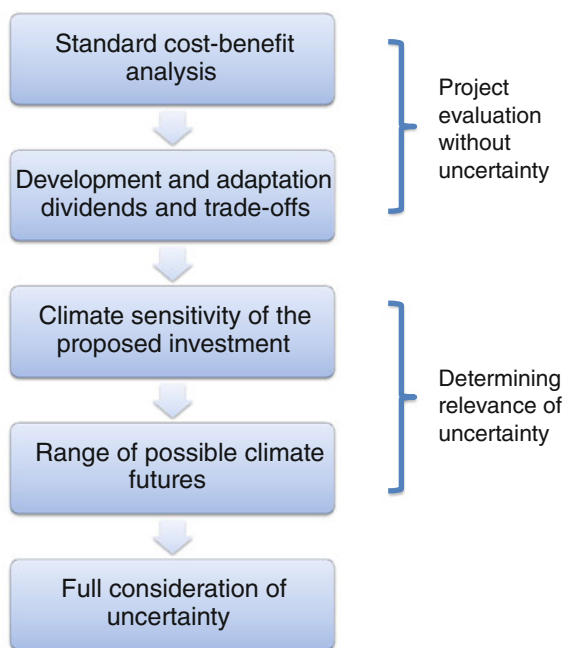 Standard cost-benefit
analysis
Project
evaluation
without
uncertainty
Development and adaptation
dividends and trade-offs
Climate sensitivity of the
proposed investment
Determining
relevance of
uncertainty
Range of possible climate
futures
Full consideration of
uncertainty